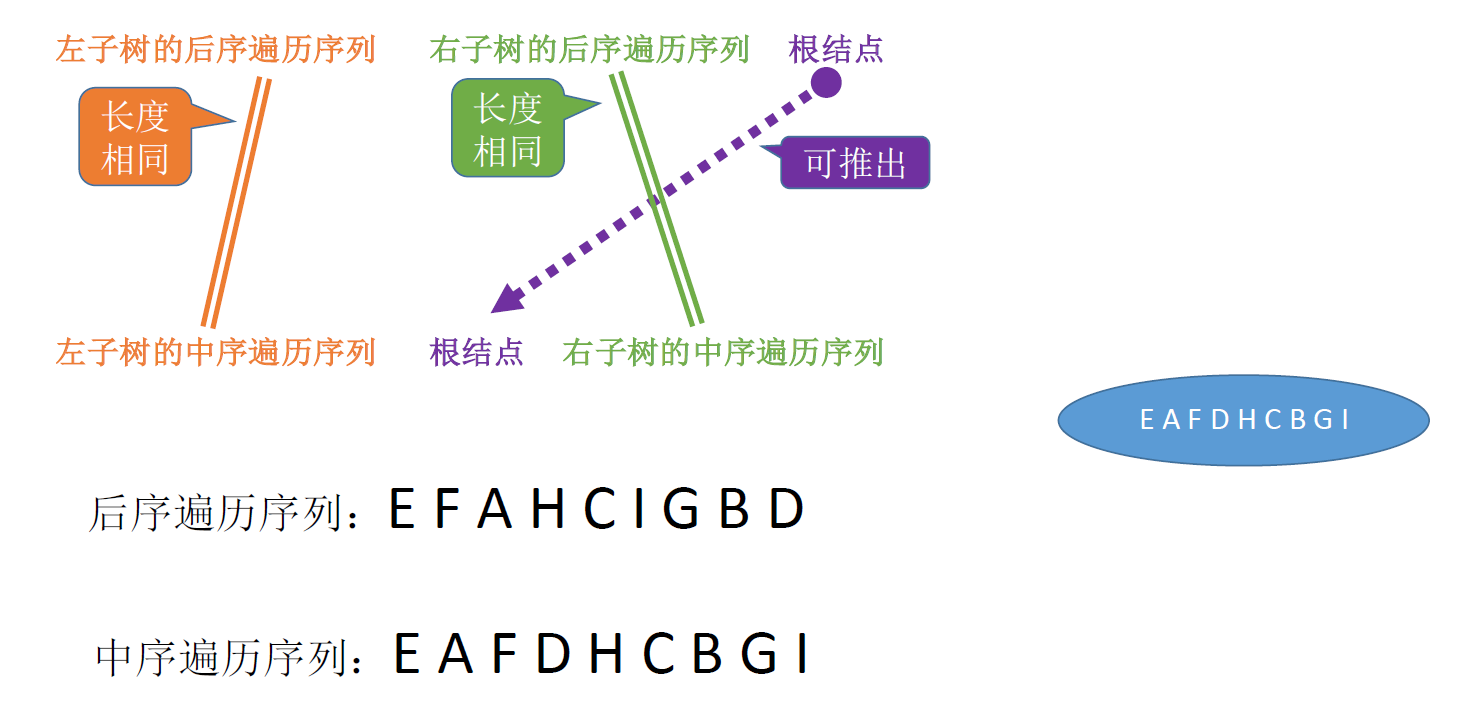 左子树的后序遍历序列 右子树的后序遍历序列 根结点
长度
相同
长度
相同
可推出
左子树的中序遍历序列 根结点 右子树的中序遍历序列
E A F D H C B G I
后序遍历序列：E F A H C I G B D
中序遍历序列：E A F D H C B G I